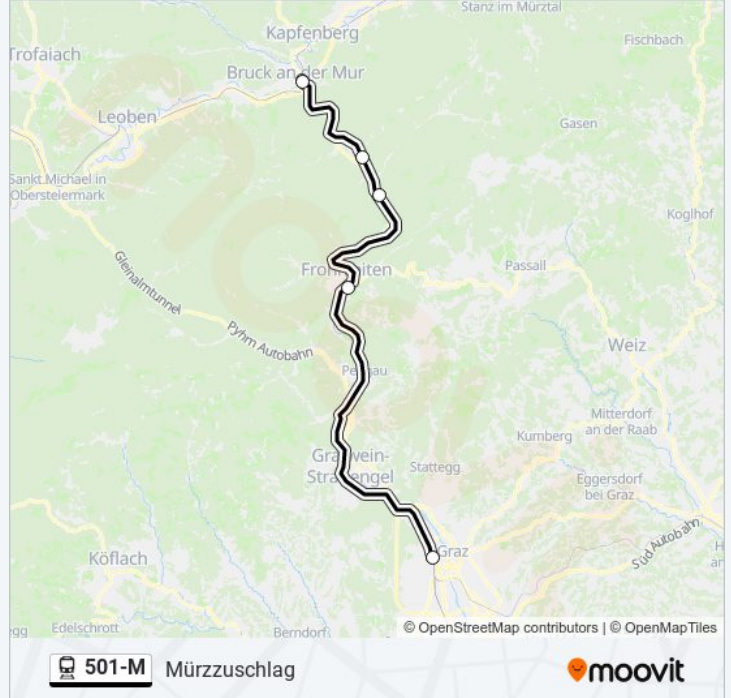 Stanz im Mürztal
Kapfenberg
Fischbach
Trofaiach
Bruck an der Mur
Leoben
Gasen
Sankt Michael in
Obersteiermark
Koglhof
Gleinalmtunnel
Passail
Pyhrn Autobahn
Weiz
Mitterdorf
an der Raab
Kumberg
Stattegg
Eggersdorf
bei Graz
Süd Autobahn
Graz
Köflach
Edelschrott
Berndorf
© OpenStreetMap contributors | © OpenMapTiles
501-M Mürzzuschlag
moovit